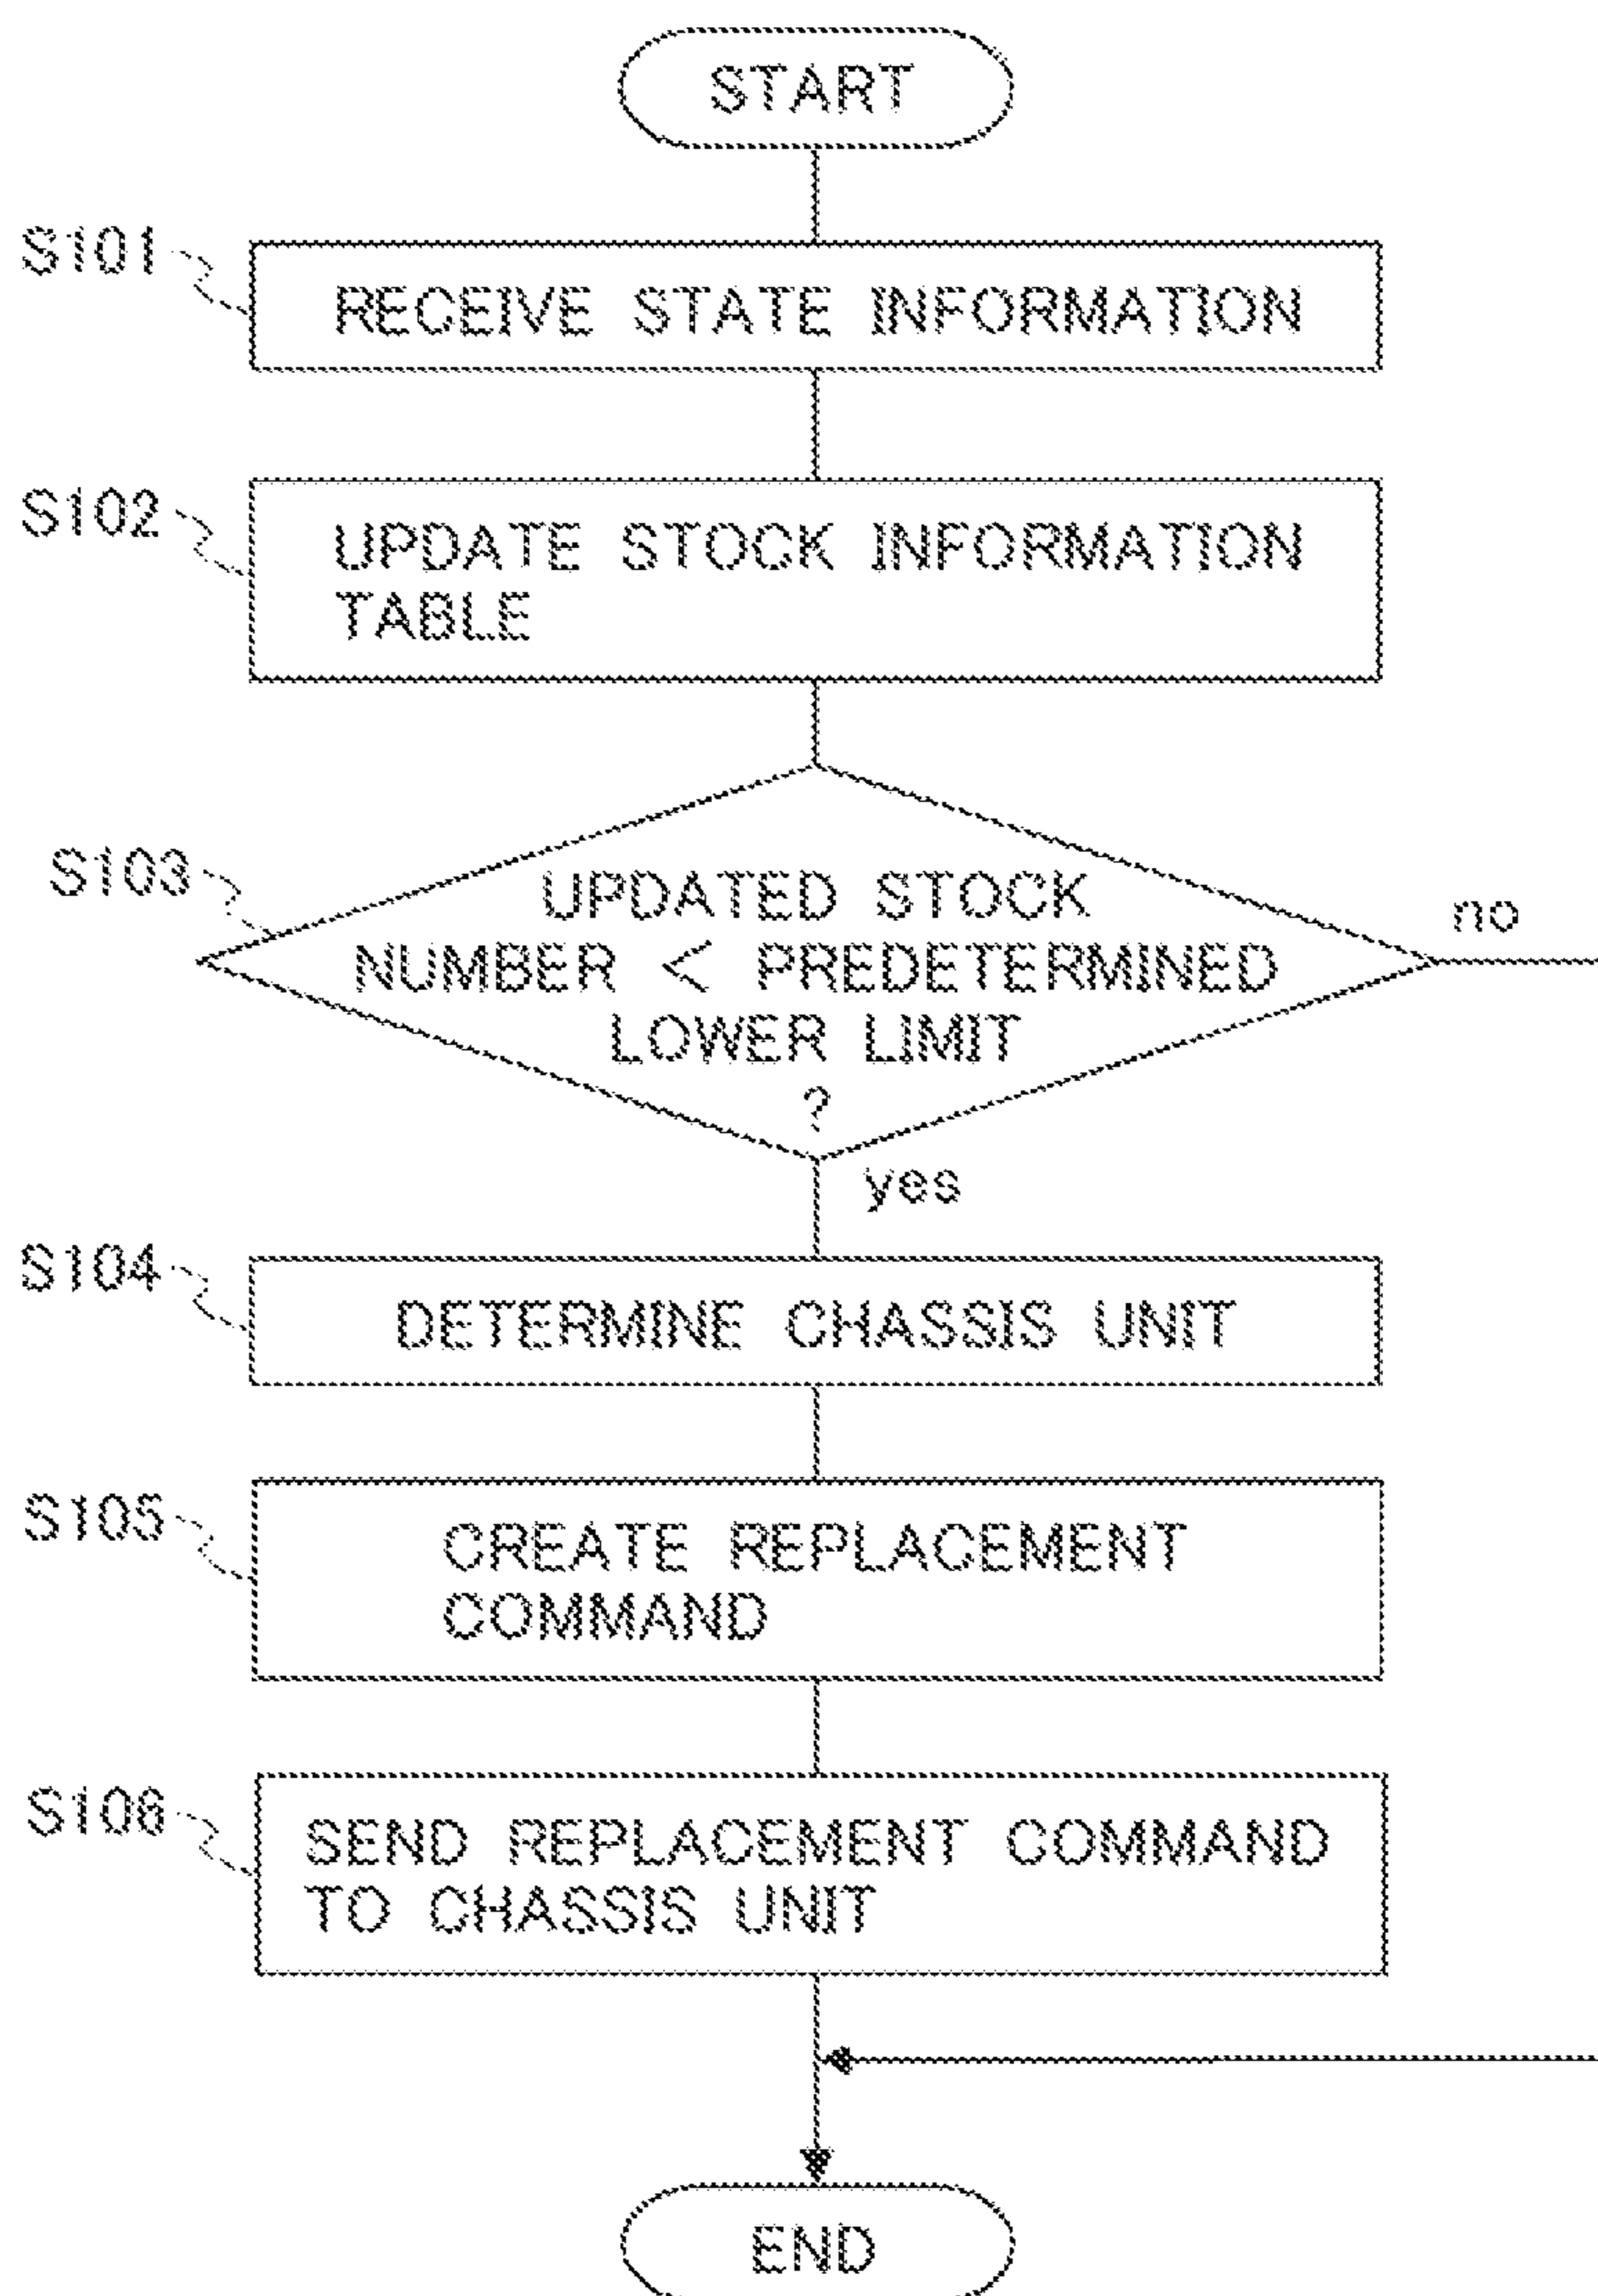 START
S101
RECEIVE STATE INFORMATION
S102
UPDATE STOCK INFORMATION
TABLE
S103
UPDATED STOCK
NUMBER < PREDETERMINED
LOWER LIMIT
?
no
yes
S104
DETERMINE CHASSIS UNIT
S105
CREATE REPLACEMENT
COMMAND
S106
SEND REPLACEMENT COMMAND
TO CHASSIS UNIT
END